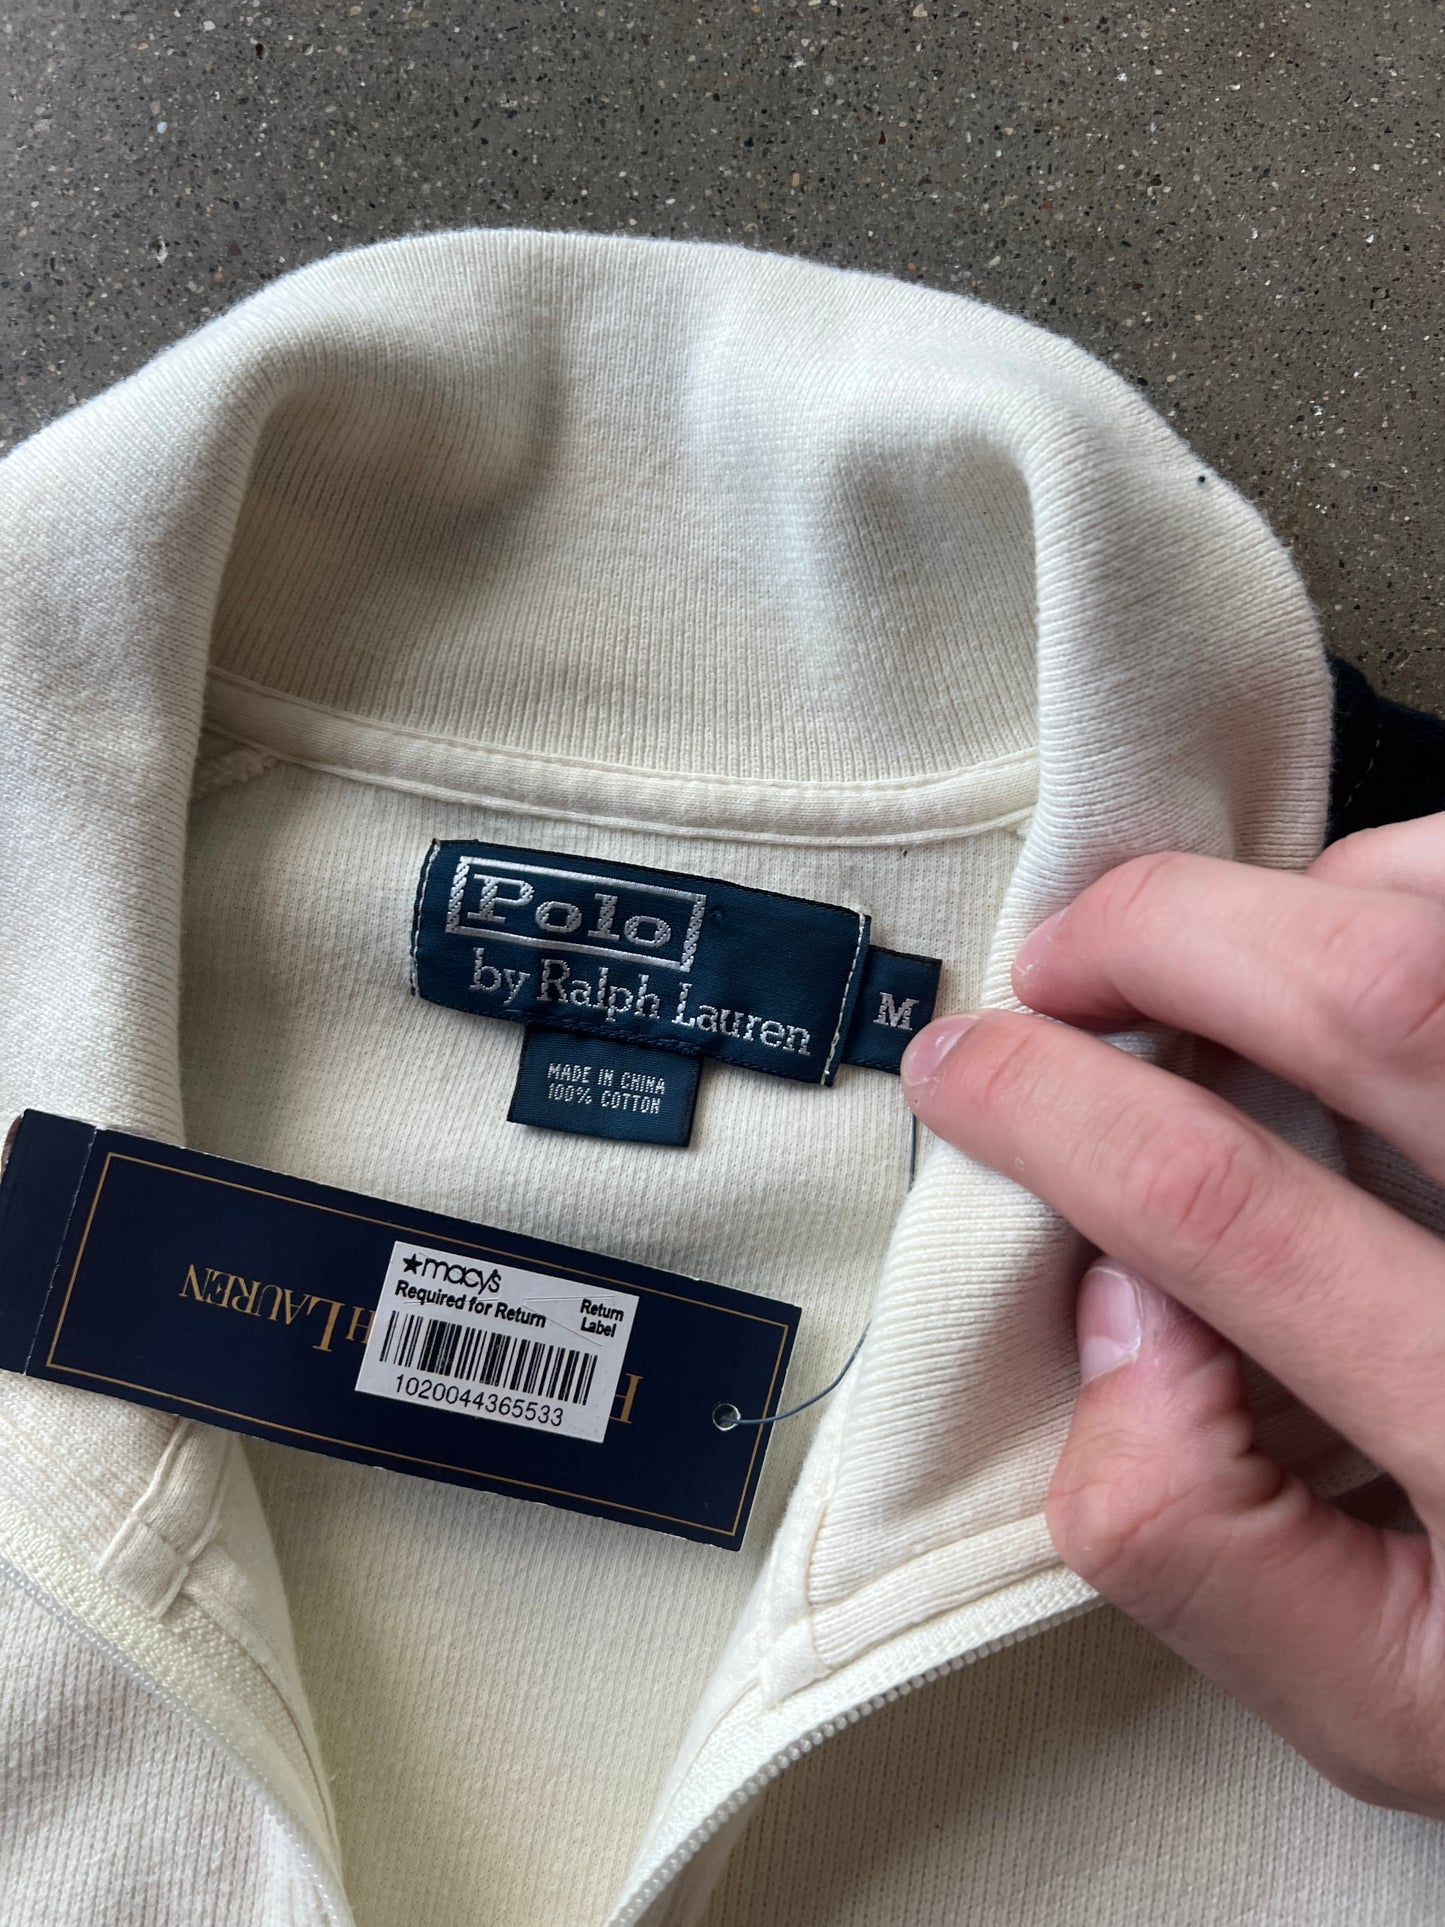 Polo
by Ralph Lauren
M
MADE IN CHINA
100% COTTON
LAUREN
★macy's
Required for Return
Return
Label
1020044365533